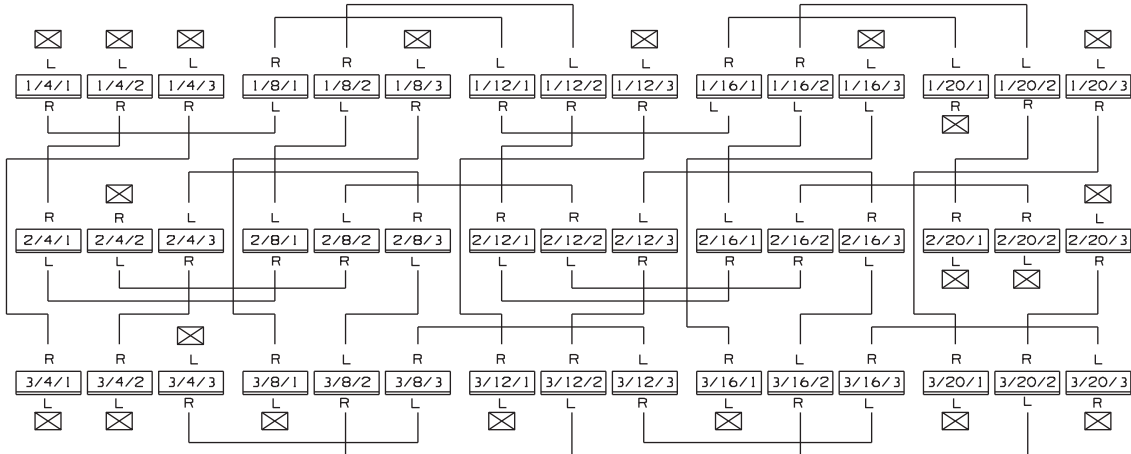 L L L R R L L L L R R L L L L
1/4/1 1/4/2 1/4/3 1/8/1 1/8/2 1/8/3 1/12/1 1/12/2 1/12/3 1/16/1 1/16/2 1/16/3 1/20/1 1/20/2 1/20/3
R R R L L R R R R L L L R R R
R R L L L R R R L L L R R R L
2/4/1 2/4/2 2/4/3 2/8/1 2/8/2 2/8/3 2/12/1 2/12/2 2/12/3 2/16/1 2/16/2 2/16/3 2/20/1 2/20/2 2/20/3
L L R R R L L L R R R L L L R
R R L R L R R R L R L R R R L
3/4/1 3/4/2 3/4/3 3/8/1 3/8/2 3/8/3 3/12/1 3/12/2 3/12/3 3/16/1 3/16/2 3/16/3 3/20/1 3/20/2 3/20/3
L L R L R L L L R L R L L L R